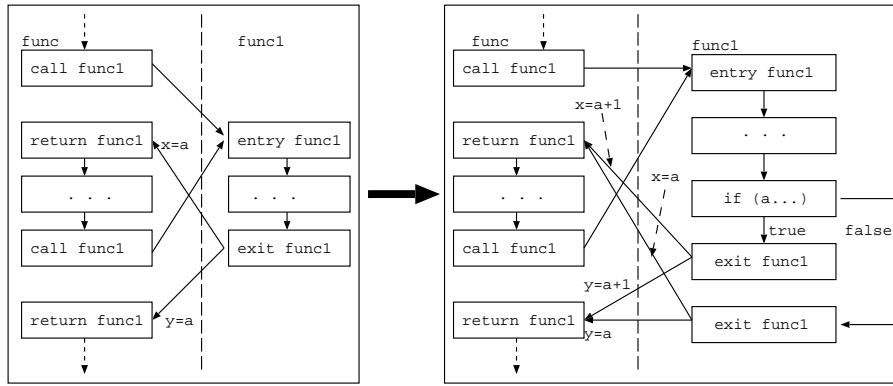 func
func1
call func1
return func1
x=a
entry func1
. . .
. . .
call func1
exit func1
return func1
y=a
func
func1
call func1
entry func1
x=a+1
return func1
. . .
x=a
. . .
if (a...)
call func1
true
false
exit func1
y=a+1
return func1
exit func1
y=a